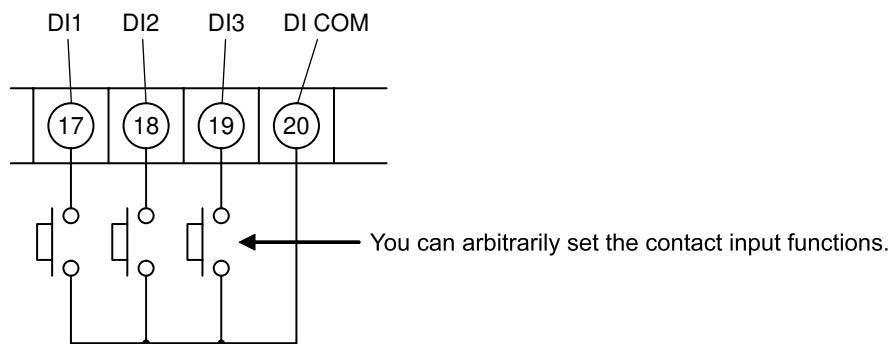 DI1 DI2 DI3 DI COM
17 18 19 20
You can arbitrarily set the contact input functions.